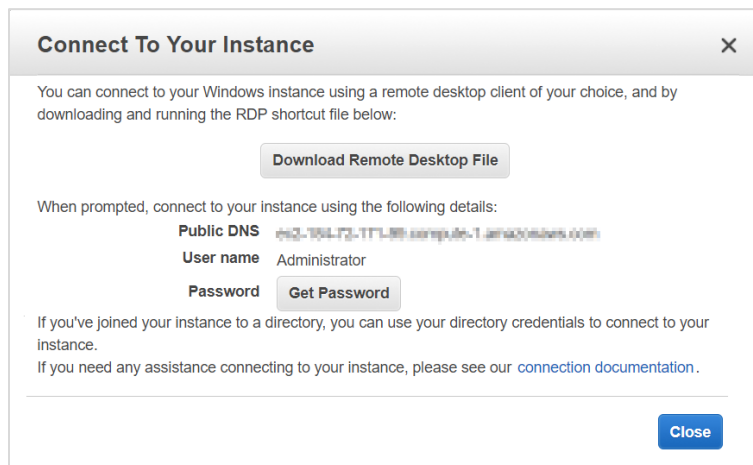 Connect To Your Instance
You can connect to your Windows instance using a remote desktop client of your choice, and by
downloading and running the RDP shortcut file below:
Download Remote Desktop File
When prompted, connect to your instance using the following details:
Public DNS
User name Administrator
Password Get Password
If you've joined your instance to a directory, you can use your directory credentials to connect to your
instance.
If you need any assistance connecting to your instance, please see our connection documentation.
Close